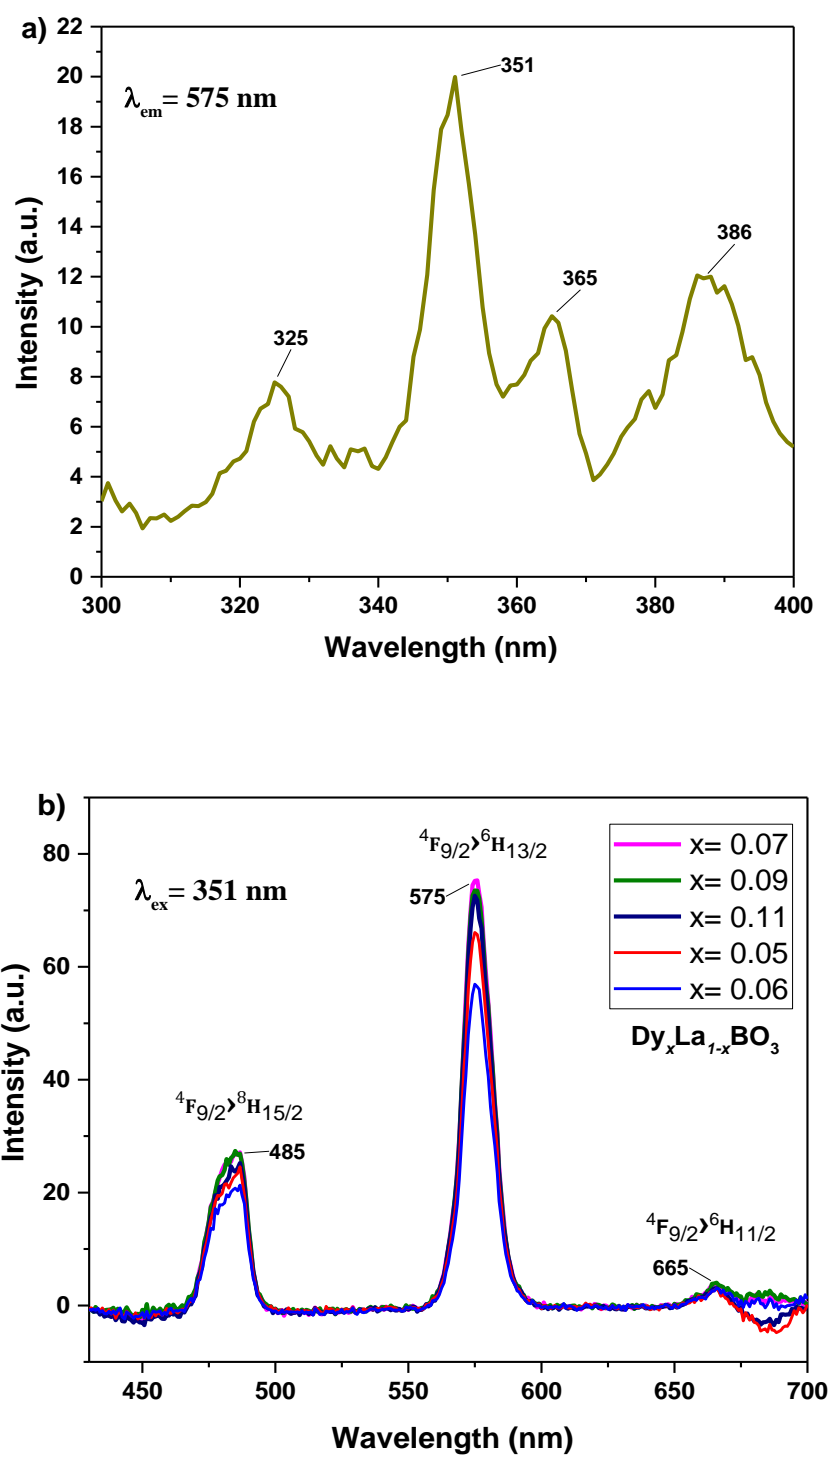 a)
λem= 575 nm
351
386
365
325
22
20
18
16
14
12
10
8
6
4
2
0
Intensity (a.u.)
300 320 340 360 380 400
Wavelength (nm)
b)
λex= 351 nm
4F9/2›6H13/2
575
x= 0.07
x= 0.09
x= 0.11
x= 0.05
x= 0.06
DyxLa1-xBO3
4F9/2›8H15/2
485
4F9/2›6H11/2
665
80
60
40
20
0
Intensity (a.u.)
450 500 550 600 650 700
Wavelength (nm)